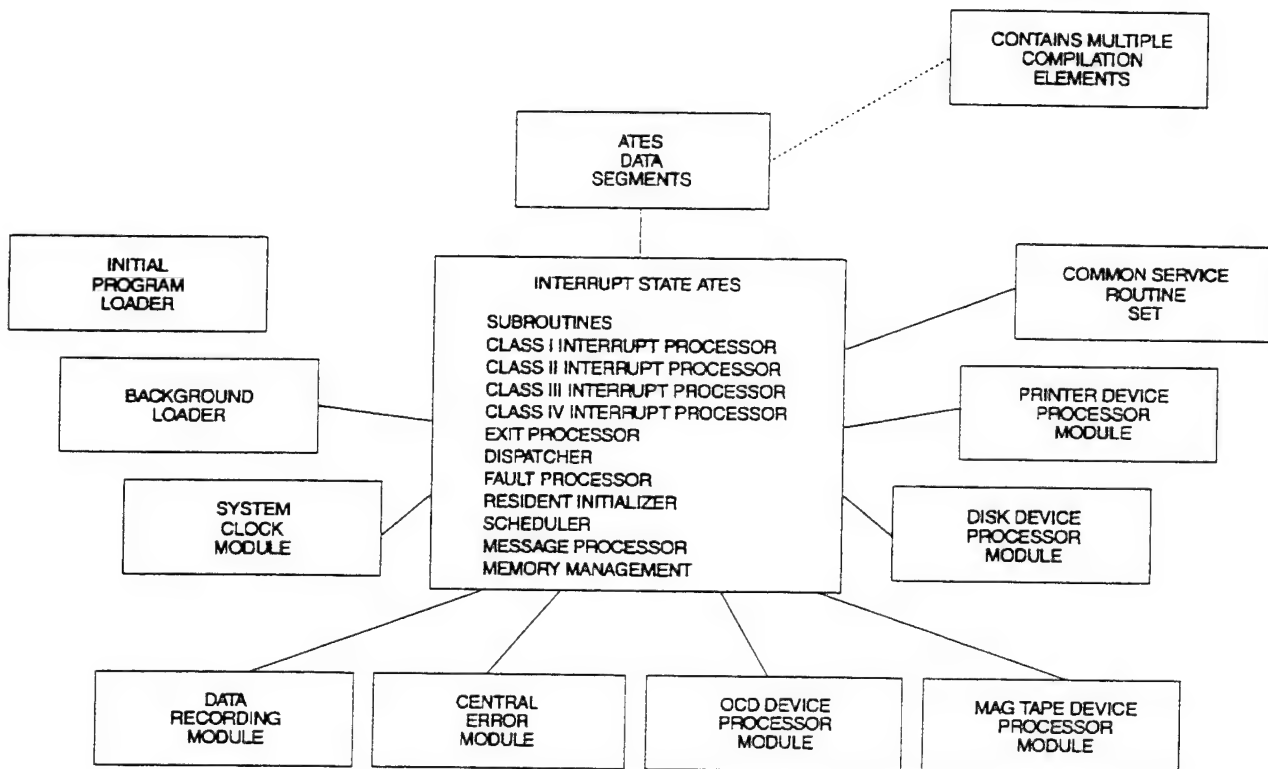 CONTAINS MULTIPLE
COMPILATION
ELEMENTS
ATES
DATA
SEGMENTS
INITIAL
PROGRAM
LOADER
INTERRUPT STATE ATES
SUBROUTINES
CLASS I INTERRUPT PROCESSOR
CLASS II INTERRUPT PROCESSOR
CLASS III INTERRUPT PROCESSOR
CLASS IV INTERRUPT PROCESSOR
EXIT PROCESSOR
DISPATCHER
FAULT PROCESSOR
RESIDENT INITIALIZER
SCHEDULER
MESSAGE PROCESSOR
MEMORY MANAGEMENT
COMMON SERVICE
ROUTINE
SET
BACKGROUND
LOADER
PRINTER DEVICE
PROCESSOR
MODULE
SYSTEM
CLOCK
MODULE
DISK DEVICE
PROCESSOR
MODULE
DATA
RECORDING
MODULE
CENTRAL
ERROR
MODULE
OCD DEVICE
PROCESSOR
MODULE
MAG TAPE DEVICE
PROCESSOR
MODULE